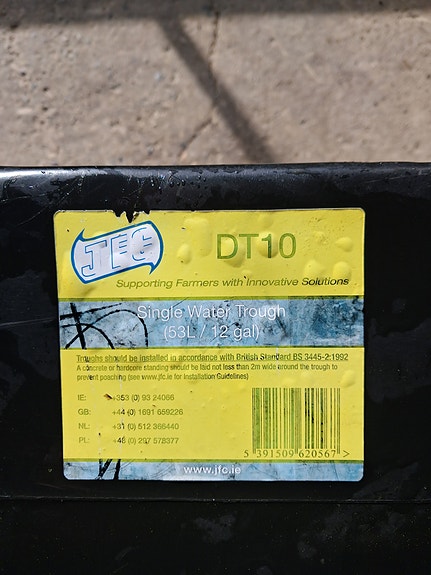 JFC
DT10
Supporting Farmers with Innovative Solutions
Single Water Trough
(53L / 12 gal)
Troughs should be installed in accordance with British Standard BS 3445-2:1992
A concrete or hardcore standing should be laid not less than 2m wide around the trough to
prevent poaching (see www.jfc.ie for Installation Guidelines)
IE: +353 (0) 93 24066
GB: +44 (0) 1691 659226
NL: +31 (0) 512 366440
PL: +48 (0) 297 578377
5 391509 620567 >
www.jfc.ie